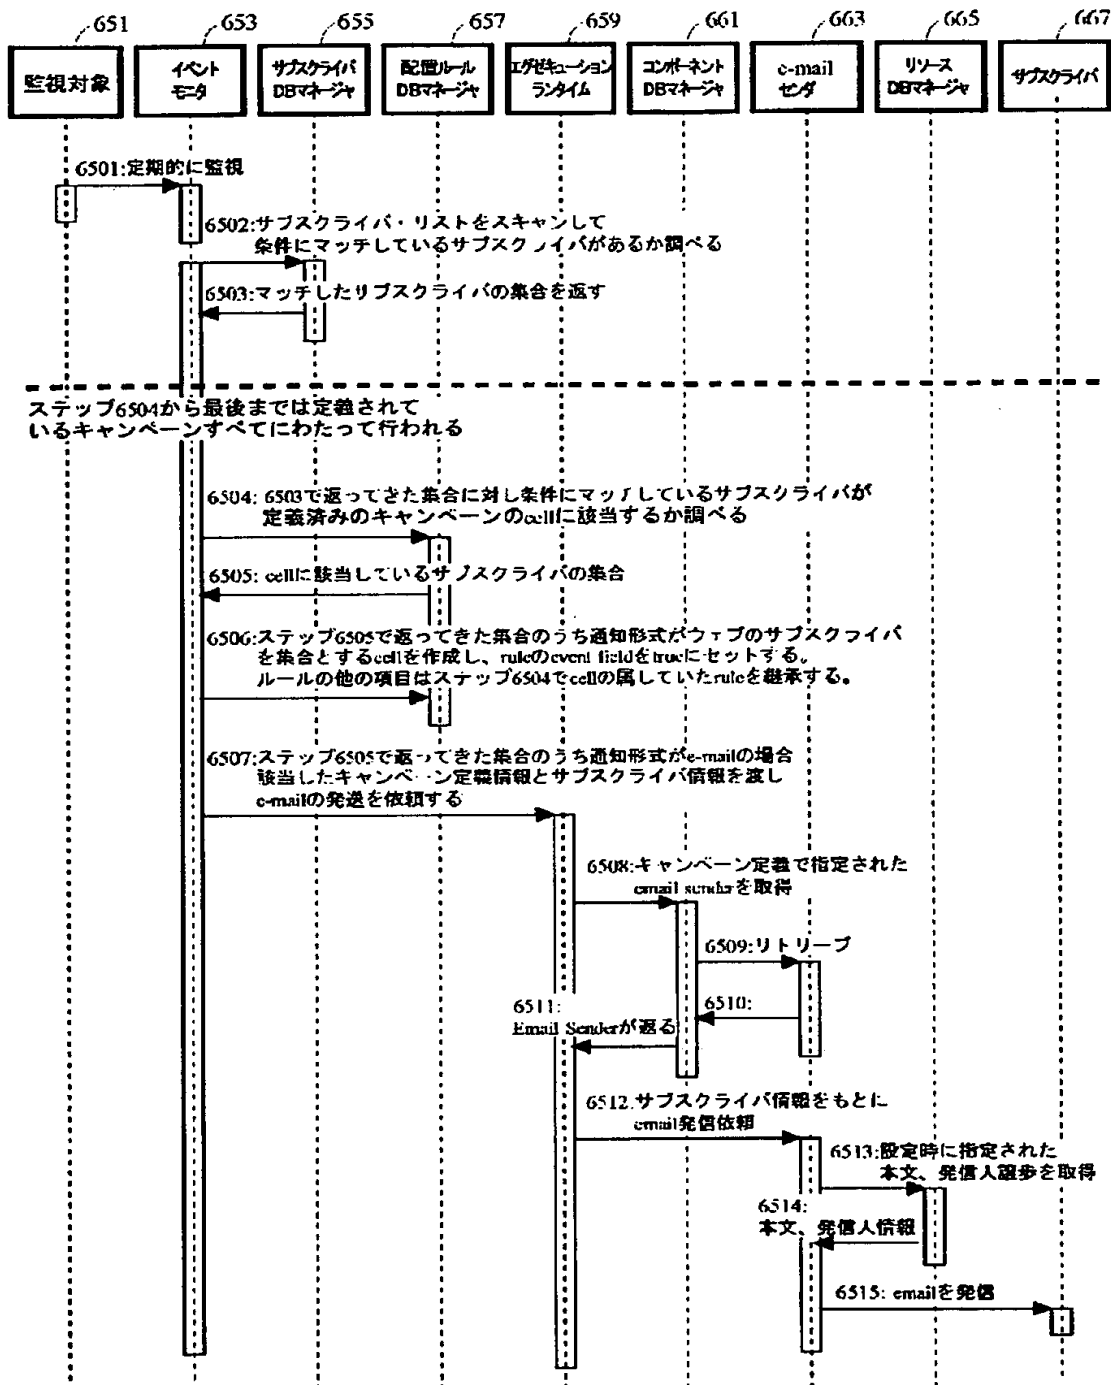 651
653
655
657
659
661
663
665
667
監視対象
イベント
モニタ
サブスクライバ
DBマネージャ
配置ルール
DBマネージャ
エグゼキューション
ランタイム
コンポーネント
DBマネージャ
e-mail
センダ
リソース
DBマネージャ
サブスクライバ
6501:定期的に監視
6502:サブスクライバ・リストをスキャンして
条件にマッチしているサブスクライバがあるか調べる
6503:マッチしたサブスクライバの集合を返す
ステップ6504から最後までは定義されて
いるキャンペーンすべてにわたって行われる
6504: 6503で返ってきた集合に対し条件にマッチしているサブスクライバが
定義済みのキャンペーンのcellに該当するか調べる
6505: cellに該当しているサブスクライバの集合
6506:ステップ6505で返ってきた集合のうち通知形式がウェブのサブスクライバ
を集合とするcellを作成し、ruleのevent fieldをtrueにセットする。
ルールの他の項目はステップ6504でcellの属していたruleを継承する。
6507:ステップ6505で返ってきた集合のうち通知形式がe-mailの場合
該当したキャンペーン定義情報とサブスクライバ情報を渡し
e-mailの発送を依頼する
6508:キャンペーン定義で指定された
email senderを取得
6509:リトリーブ
6510:
6511:
Email Senderが返る
6512:サブスクライバ情報をもとに
email発信依頼
6513:設定時に指定された
本文、発信人譲歩を取得
6514:
本文、発信人情報
6515: emailを発信